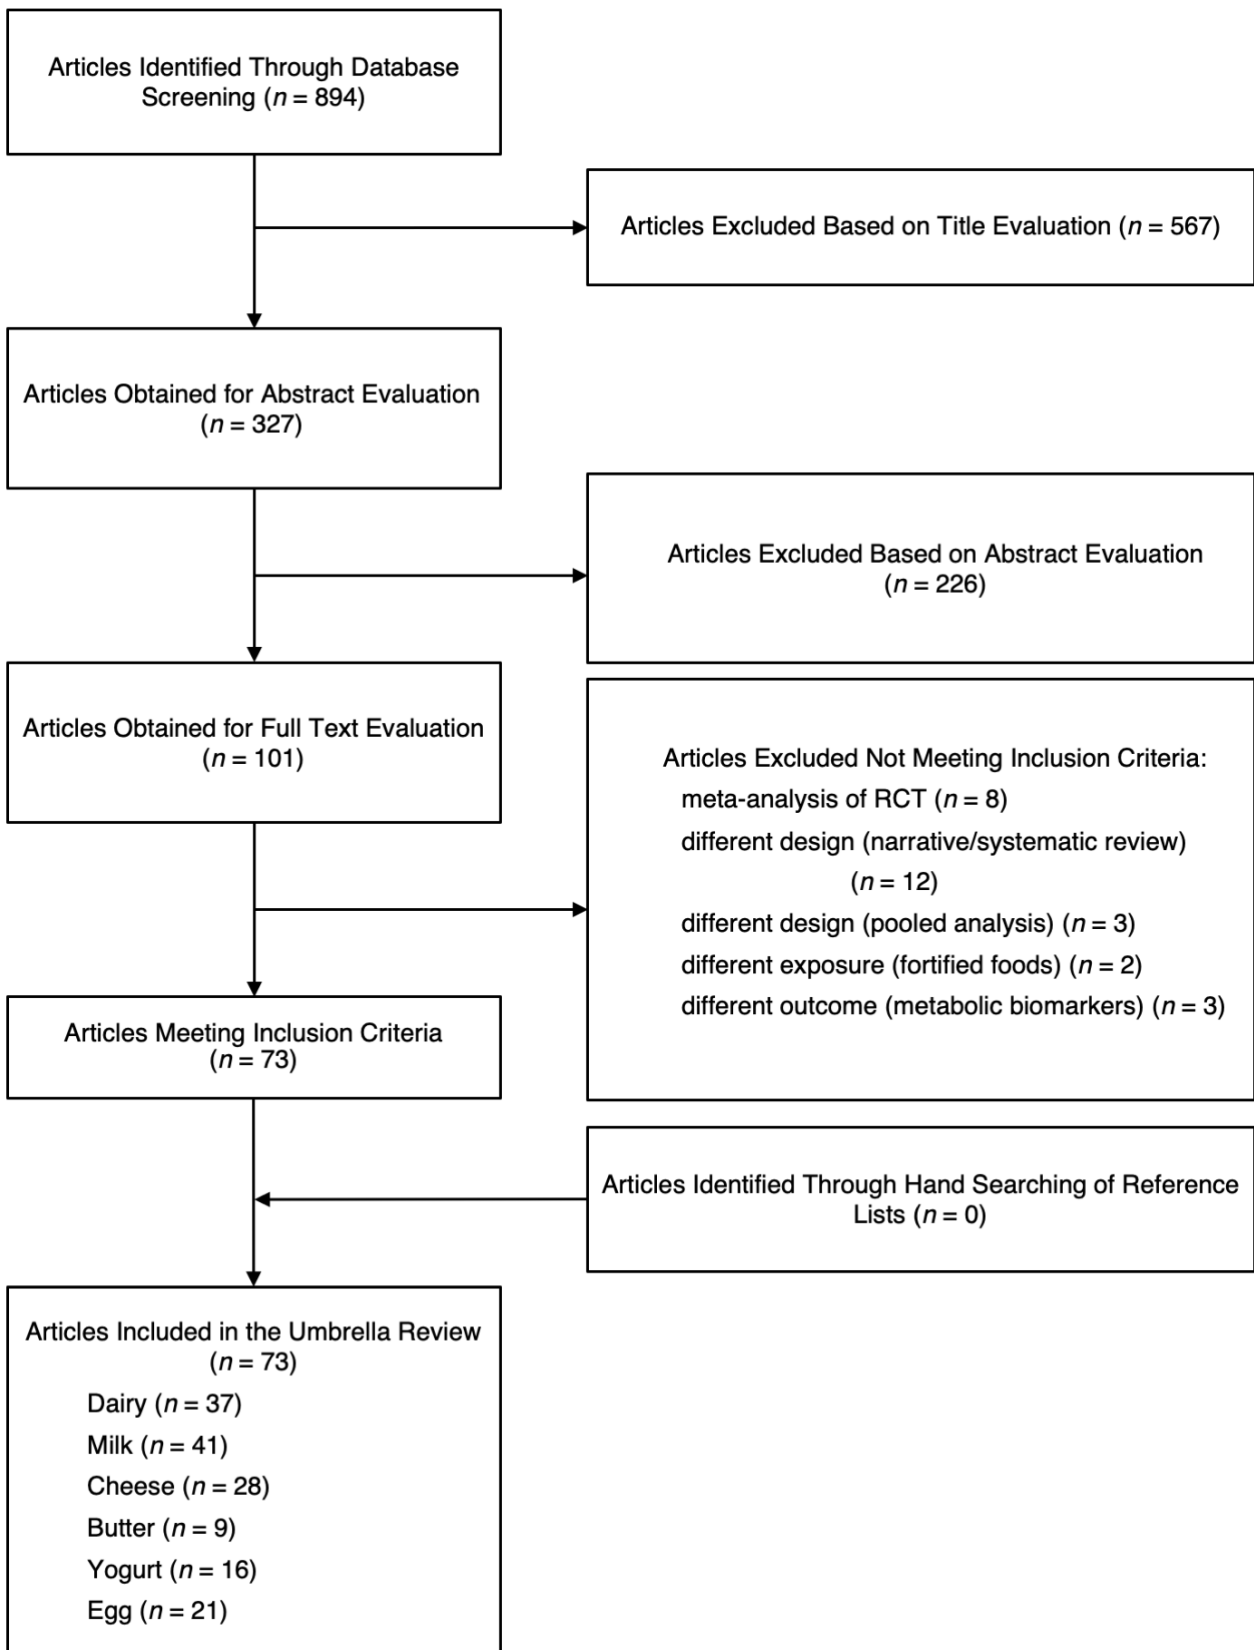 Articles Identified Through Database
Screening (n = 894)
Articles Excluded Based on Title Evaluation (n = 567)
Articles Obtained for Abstract Evaluation
(n = 327)
Articles Excluded Based on Abstract Evaluation
(n = 226)
Articles Obtained for Full Text Evaluation
(n = 101)
Articles Excluded Not Meeting Inclusion Criteria:
meta-analysis of RCT (n = 8)
different design (narrative/systematic review)
(n = 12)
different design (pooled analysis) (n = 3)
different exposure (fortified foods) (n = 2)
different outcome (metabolic biomarkers) (n = 3)
Articles Meeting Inclusion Criteria
(n = 73)
Articles Identified Through Hand Searching of Reference
Lists (n = 0)
Articles Included in the Umbrella Review
(n = 73)
Dairy (n = 37)
Milk (n = 41)
Cheese (n = 28)
Butter (n = 9)
Yogurt (n = 16)
Egg (n = 21)